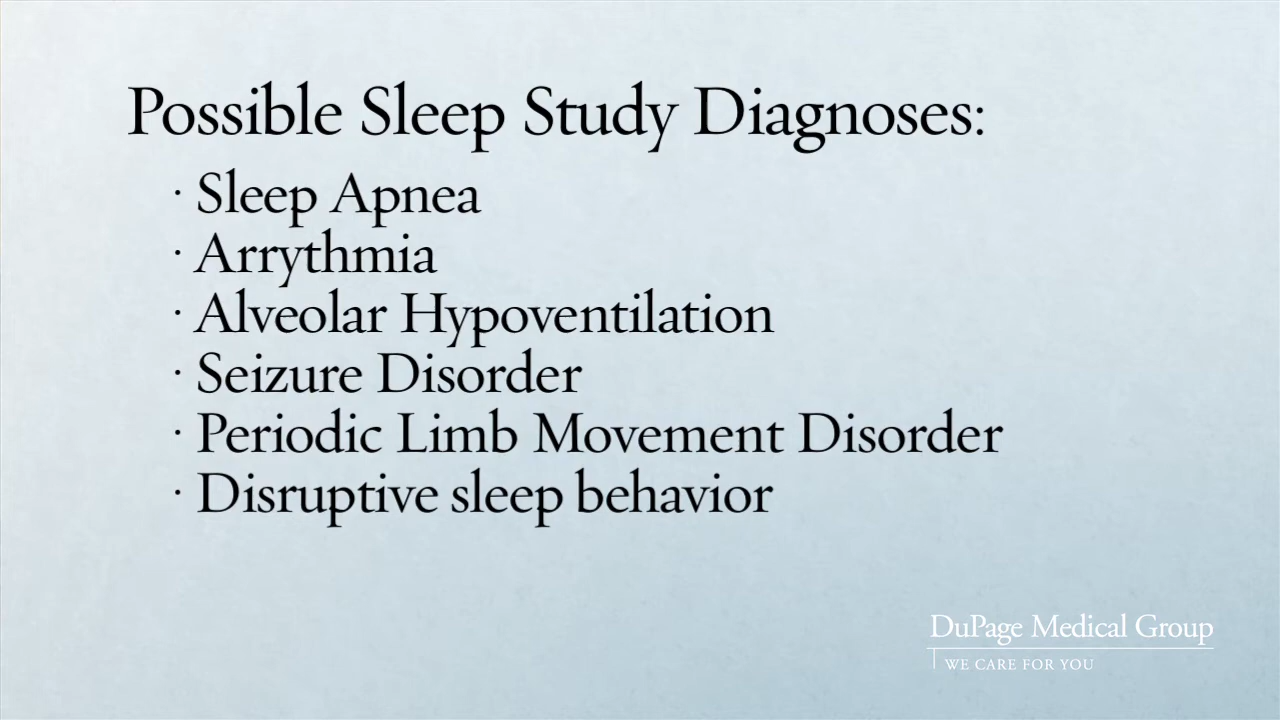 Possible Sleep Study Diagnoses:
· Sleep Apnea
· Arrythmia
· Alveolar Hypoventilation
· Seizure Disorder
· Periodic Limb Movement Disorder
· Disruptive sleep behavior
DuPage Medical Group
WE CARE FOR YOU